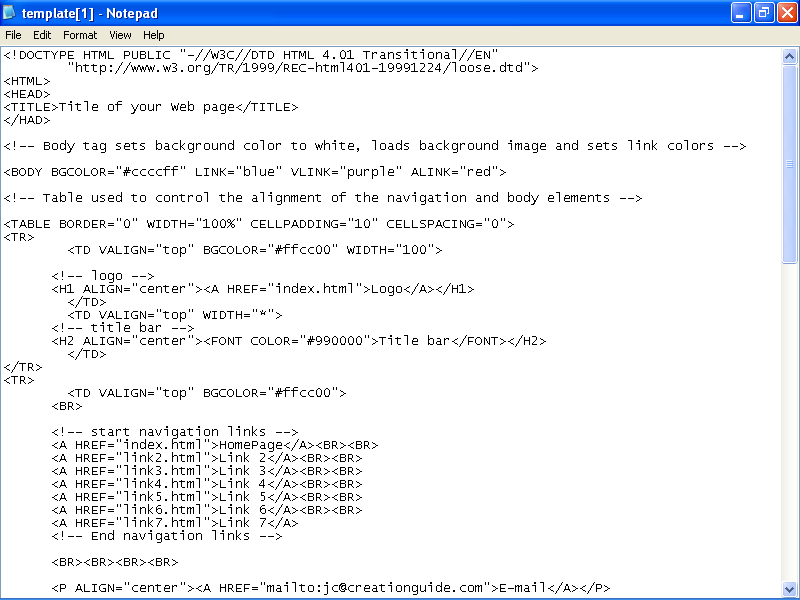 template[1] - Notepad
File Edit Format View Help
<!DOCTYPE HTML PUBLIC "-//W3C//DTD HTML 4.01 Transitional//EN"
"http://www.w3.org/TR/1999/REC-html401-19991224/loose.dtd">
<HTML>
<HEAD>
<TITLE>Title of your Web page</TITLE>
</HAD>
<!-- Body tag sets background color to white, loads background image and sets link colors -->
<BODY BGCOLOR="#ccccff" LINK="blue" VLINK="purple" ALINK="red">
<!-- Table used to control the alignment of the navigation and body elements -->
<TABLE BORDER="0" WIDTH="100%" CELLPADDING="10" CELLSPACING="0">
<TR>
<TD VALIGN="top" BGCOLOR="#ffcc00" WIDTH="100">
<!-- logo -->
<H1 ALIGN="center"><A HREF="index.html">Logo</A></H1>
</TD>
<TD VALIGN="top" WIDTH="*">
<!-- title bar -->
<H2 ALIGN="center"><FONT COLOR="#990000">Title bar</FONT></H2>
</TD>
</TR>
<TR>
<TD VALIGN="top" BGCOLOR="#ffcc00">
<BR>
<!-- start navigation links -->
<A HREF="index.html">HomePage</A><BR><BR>
<A HREF="link2.html">Link 2</A><BR><BR>
<A HREF="link3.html">Link 3</A><BR><BR>
<A HREF="link4.html">Link 4</A><BR><BR>
<A HREF="link5.html">Link 5</A><BR><BR>
<A HREF="link6.html">Link 6</A><BR><BR>
<A HREF="link7.html">Link 7</A>
<!-- End navigation links -->
<BR><BR><BR><BR>
<P ALIGN="center"><A HREF="mailto:jc@creationguide.com">E-mail</A></P>